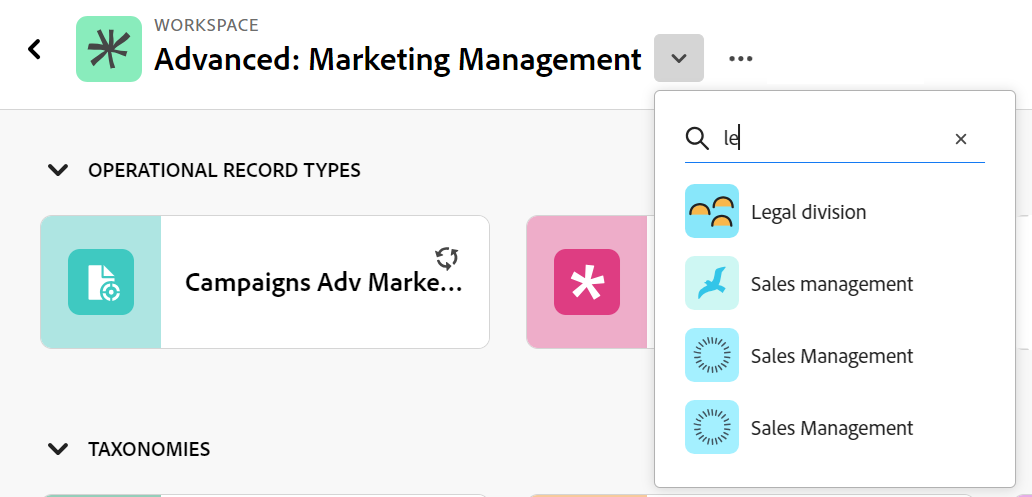 WORKSPACE
Advanced: Marketing Management
le
OPERATIONAL RECORD TYPES
Legal division
Campaigns Adv Marke...
Sales management
Sales Management
Sales Management
TAXONOMIES